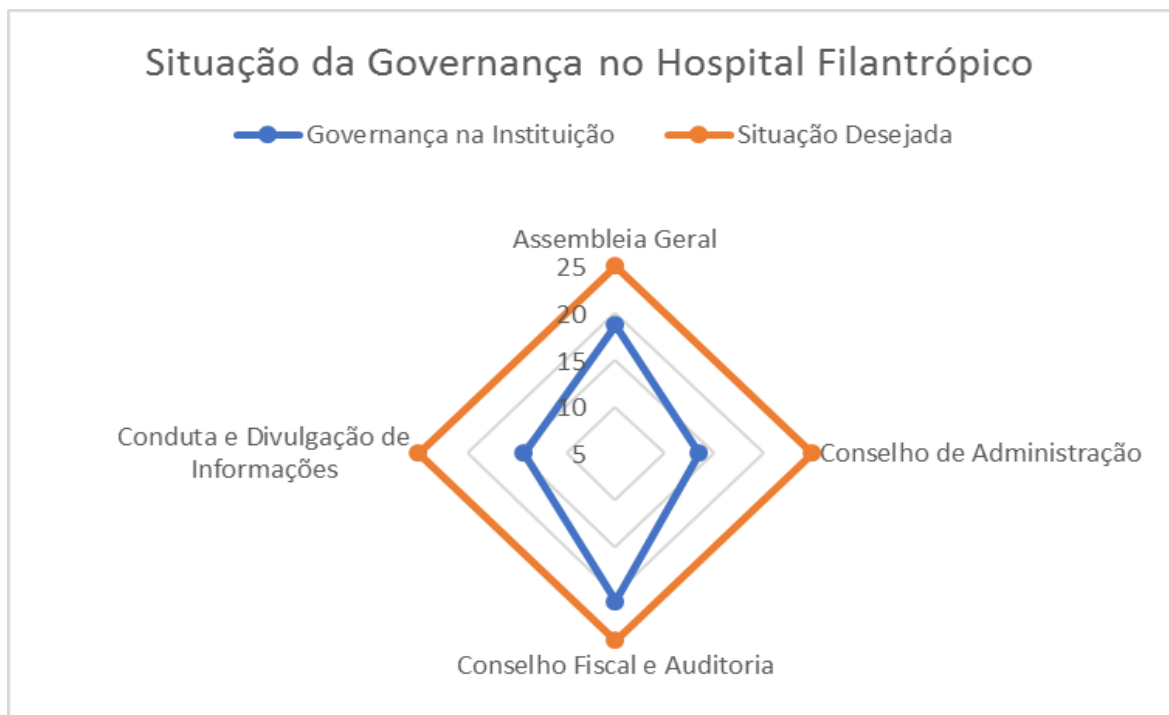 Situação da Governança no Hospital Filantrópico
Governança na Instituição
Situação Desejada
Assembleia Geral
25
20
15
10
5
Conduta e Divulgação de
Informações
Conselho de Administração
Conselho Fiscal e Auditoria